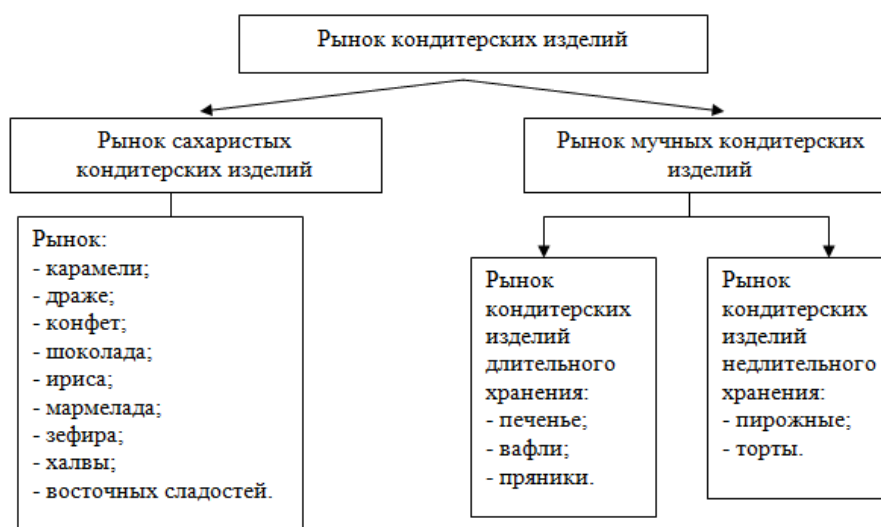 Рынок кондитерских изделий
Рынок сахаристых
кондитерских изделий
Рынок мучных кондитерских
изделий
Рынок:
- карамели;
- драже;
- конфет;
- шоколада;
- ириса;
- мармелада;
- зефира;
- халвы;
- восточных сладостей.
Рынок
кондитерских
изделий
длительного
хранения:
- печенье;
- вафли;
- пряники.
Рынок
кондитерских
изделий
недлительного
хранения:
- пирожные;
- торты.